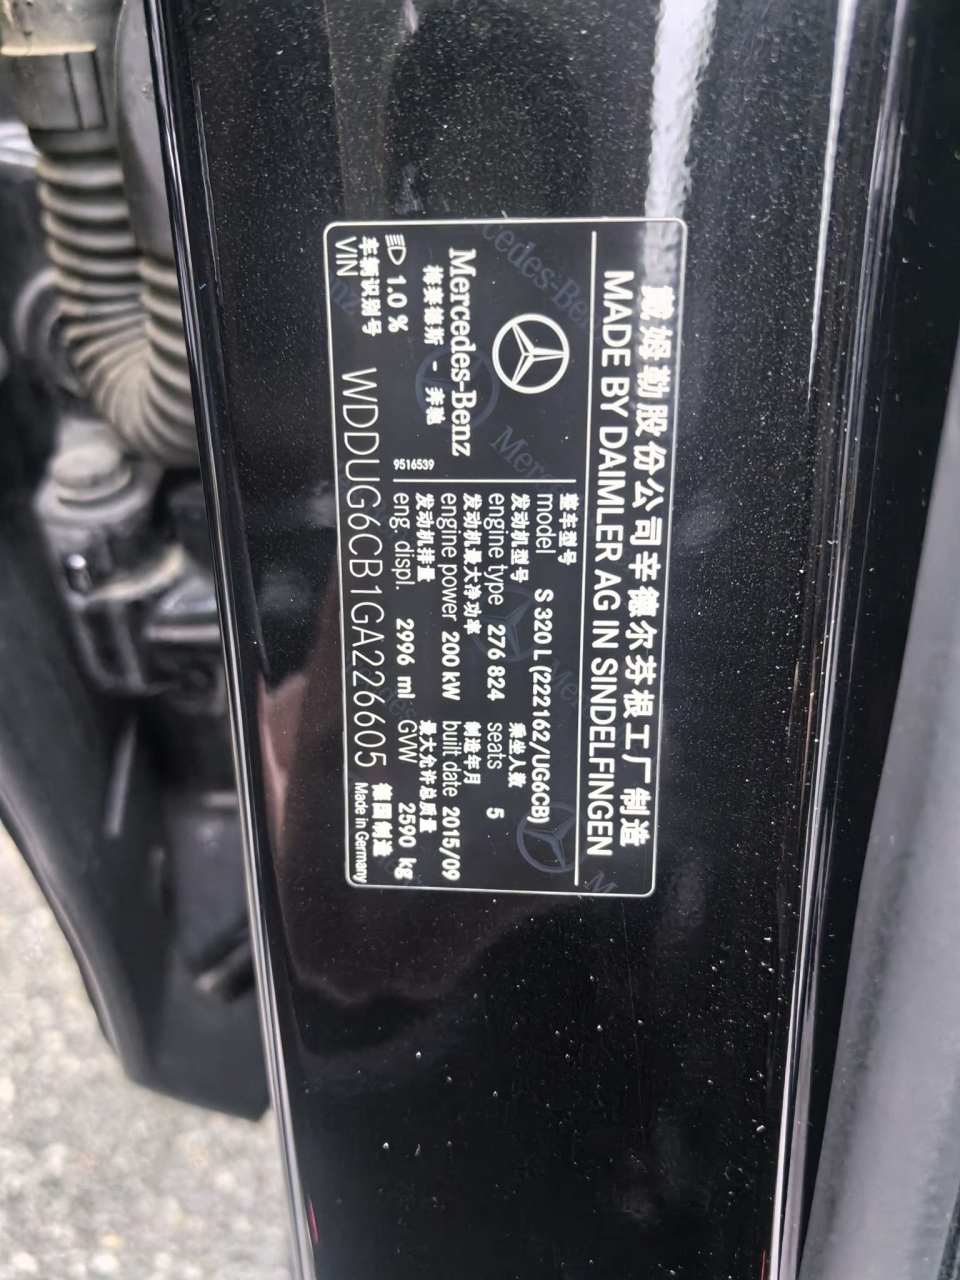 戴姆勒股份公司辛德尔芬根工厂 制造
MADE BY DAIMLER AG IN SINDELFINGEN
Mercedes-Benz
梅赛德斯 - 奔驰
1.0 %
9516539
整车型号
model S 320 L (222162/UG6CB)
发动机型号 乘坐人数
engine type 276 824 seats 5
发动机最大净功率 制造年月
engine power 200 kW built date 2015/09
发动机排量 最大允许总质量
eng. displ. 2996 ml GVW 2590 kg
车辆识别号 德国制造
VIN WDDUG6CB1GA226605 Made in Germany